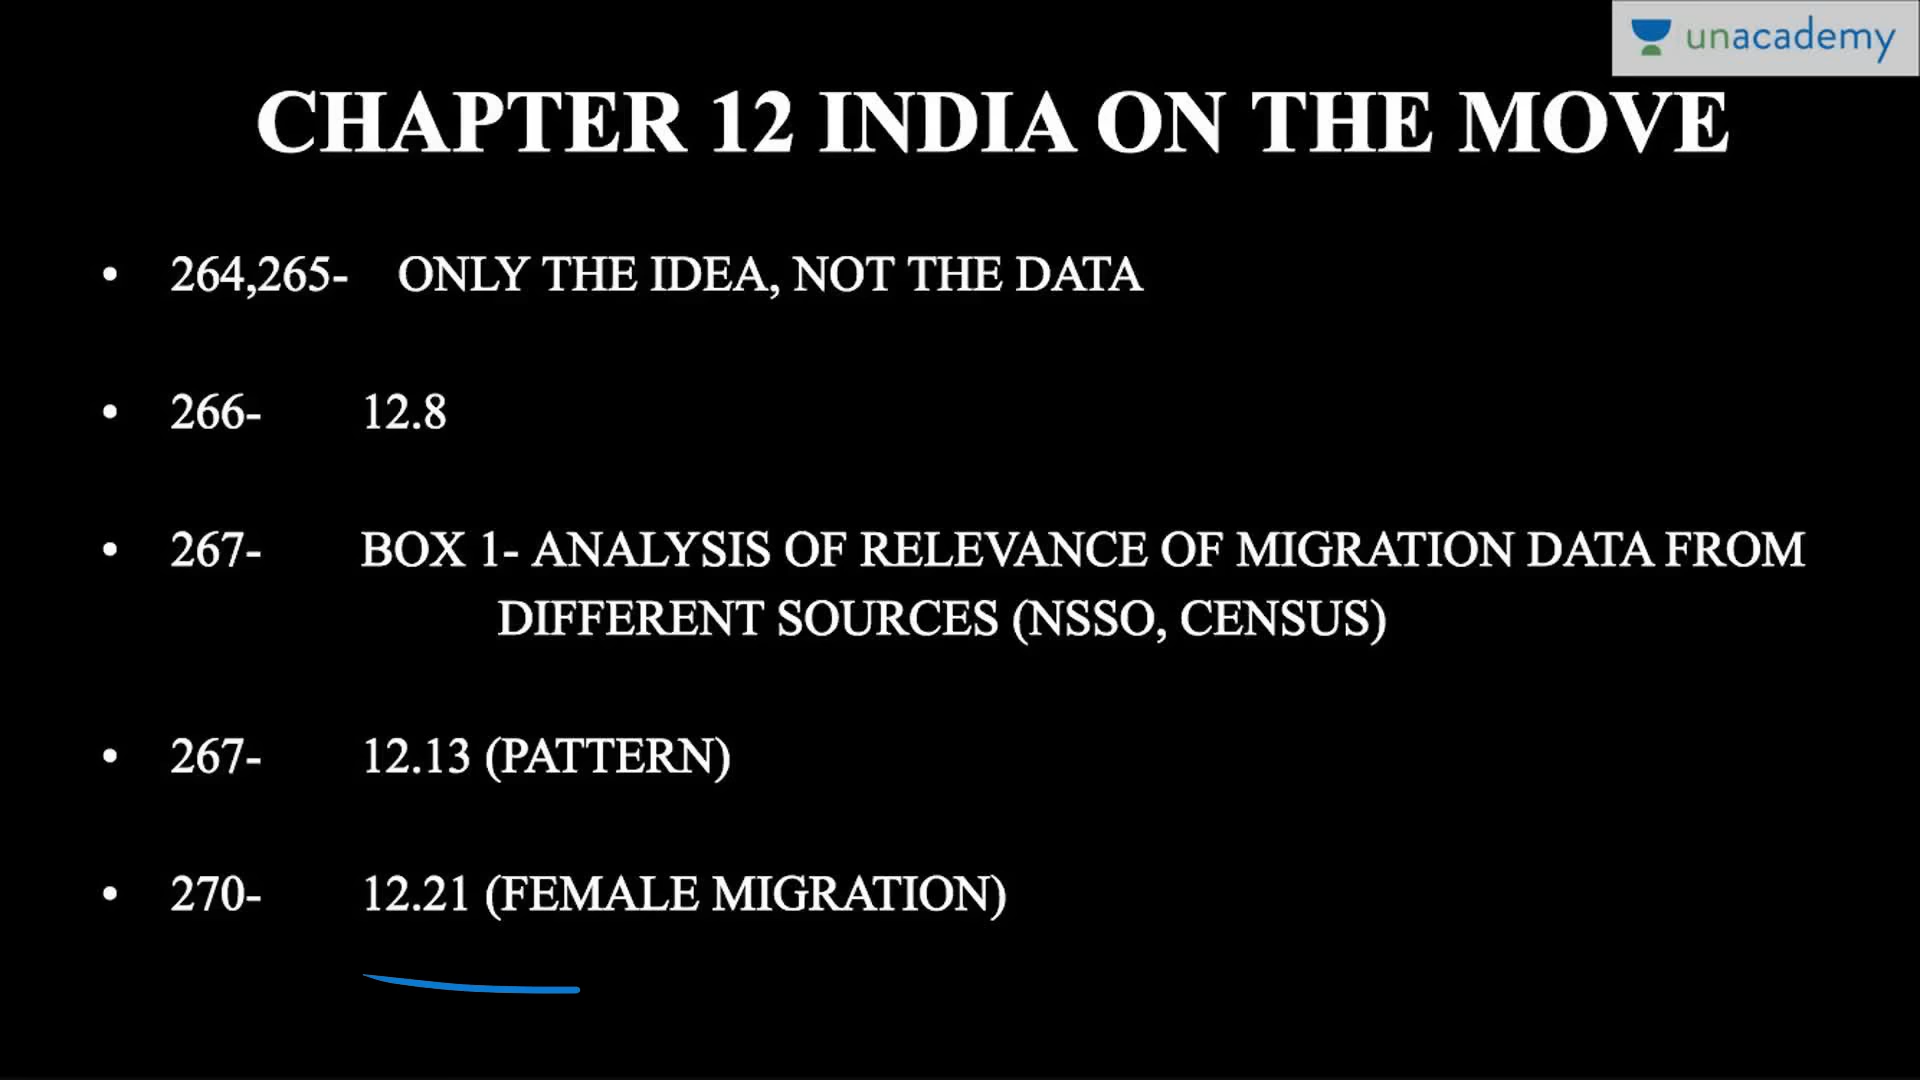 unacademy
CHAPTER 12 INDIA ON THE MOVE
• 264,265- ONLY THE IDEA, NOT THE DATA
• 266- 12.8
• 267- BOX 1- ANALYSIS OF RELEVANCE OF MIGRATION DATA FROM
DIFFERENT SOURCES (NSSO, CENSUS)
• 267- 12.13 (PATTERN)
• 270- 12.21 (FEMALE MIGRATION)